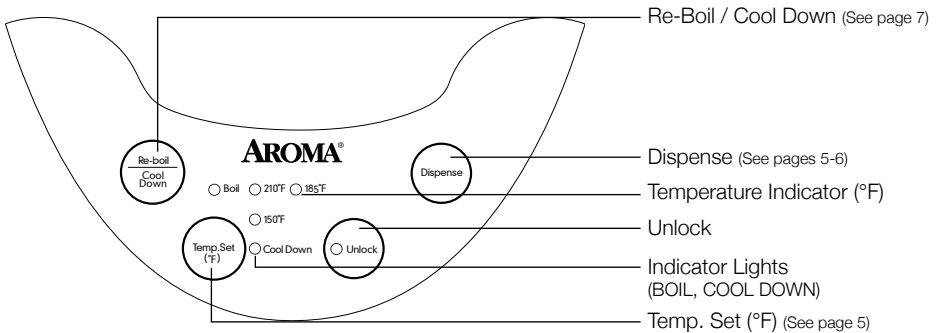 Re-Boil / Cool Down (See page 7)
AROMA®
Re-boil
Cool
Down
Dispense
Dispense (See pages 5-6)
Boil 210°F 185°F
Temperature Indicator (°F)
150°F
Unlock
Temp.Set
(°F)
Cool Down
Unlock
Indicator Lights
(BOIL, COOL DOWN)
Temp. Set (°F) (See page 5)